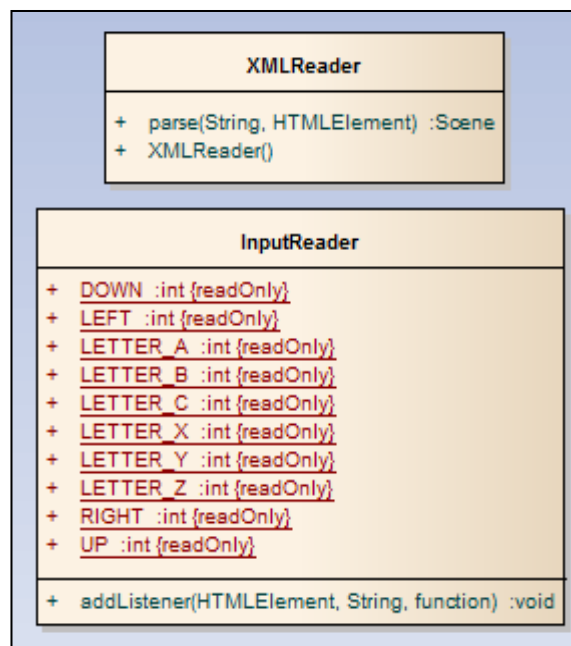 XMLReader
+ parse(String, HTMLElement) :Scene
+ XMLReader()
InputReader
+ DOWN :int {readOnly}
+ LEFT :int {readOnly}
+ LETTER_A :int {readOnly}
+ LETTER_B :int {readOnly}
+ LETTER_C :int {readOnly}
+ LETTER_X :int {readOnly}
+ LETTER_Y :int {readOnly}
+ LETTER_Z :int {readOnly}
+ RIGHT :int {readOnly}
+ UP :int {readOnly}
+ addListener(HTMLElement, String, function) :void